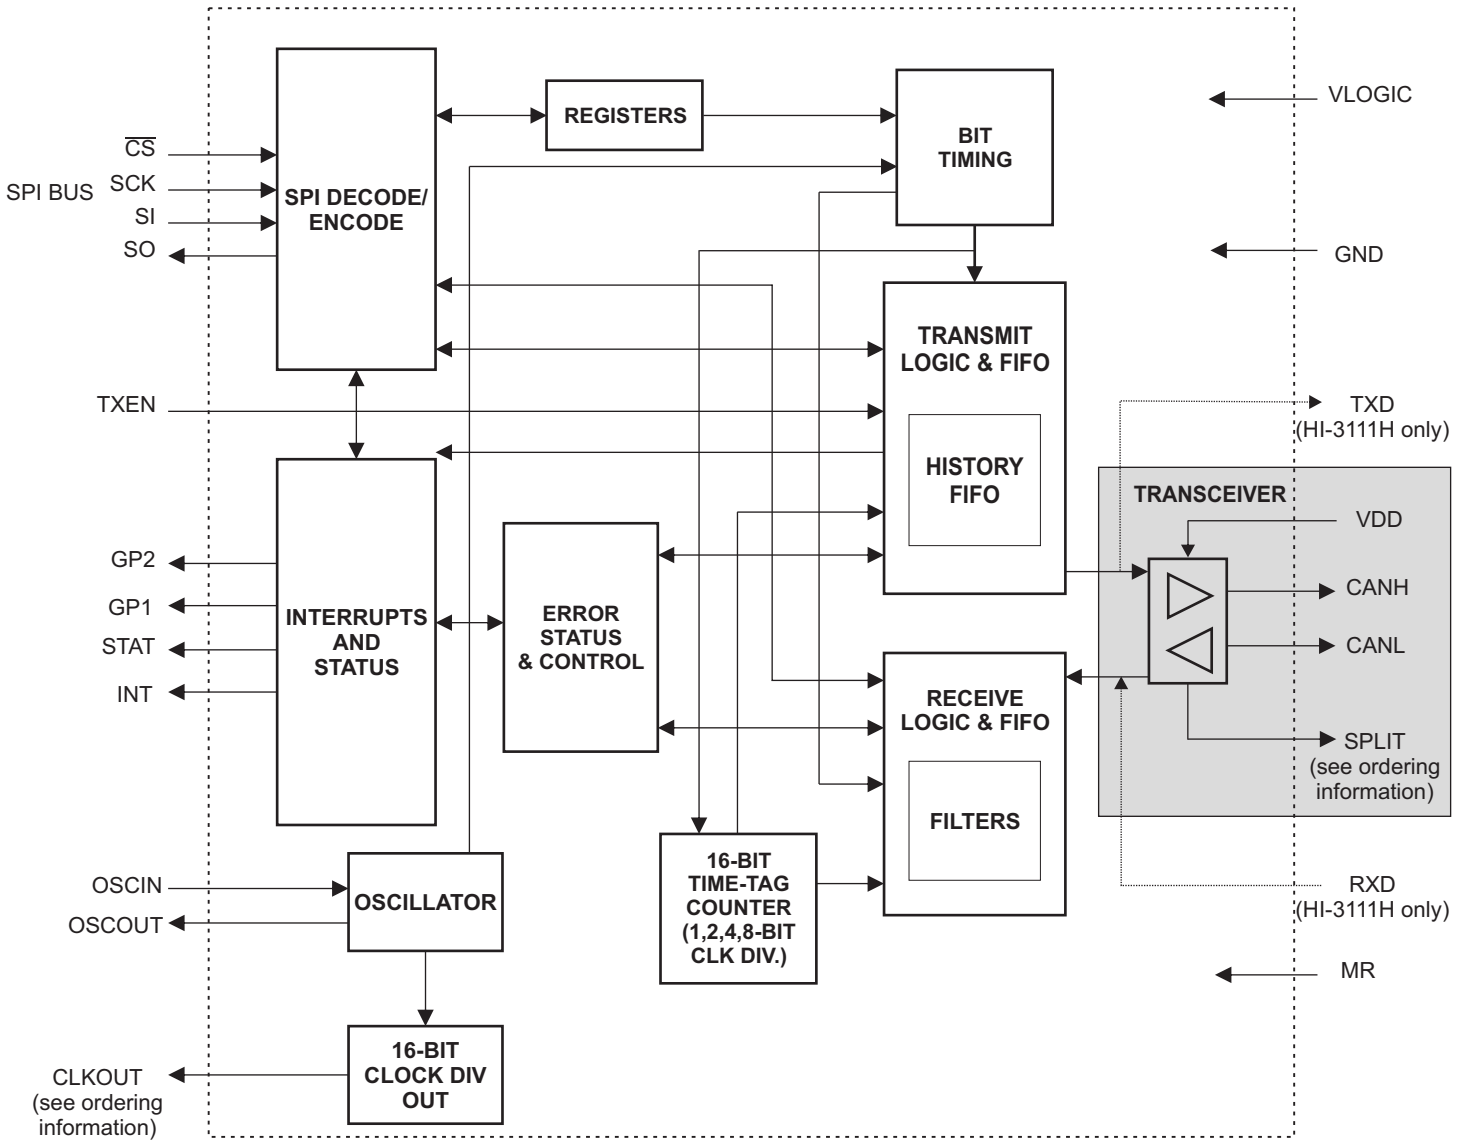 REGISTERS
BIT
TIMING
VLOGIC
SPI BUS
CS
SCK
SI
SO
SPI DECODE/
ENCODE
GND
TRANSMIT
LOGIC & FIFO
HISTORY
FIFO
TXEN
TXD
(HI-3111H only)
TRANSCEIVER
VDD
CANH
CANL
SPLIT
(see ordering
information)
GP2
GP1
STAT
INT
INTERRUPTS
AND
STATUS
ERROR
STATUS
& CONTROL
RECEIVE
LOGIC & FIFO
FILTERS
16-BIT
TIME-TAG
COUNTER
(1,2,4,8-BIT
CLK DIV.)
OSCIN
OSCOUT
OSCILLATOR
RXD
(HI-3111H only)
MR
16-BIT
CLOCK DIV
OUT
CLKOUT
(see ordering
information)